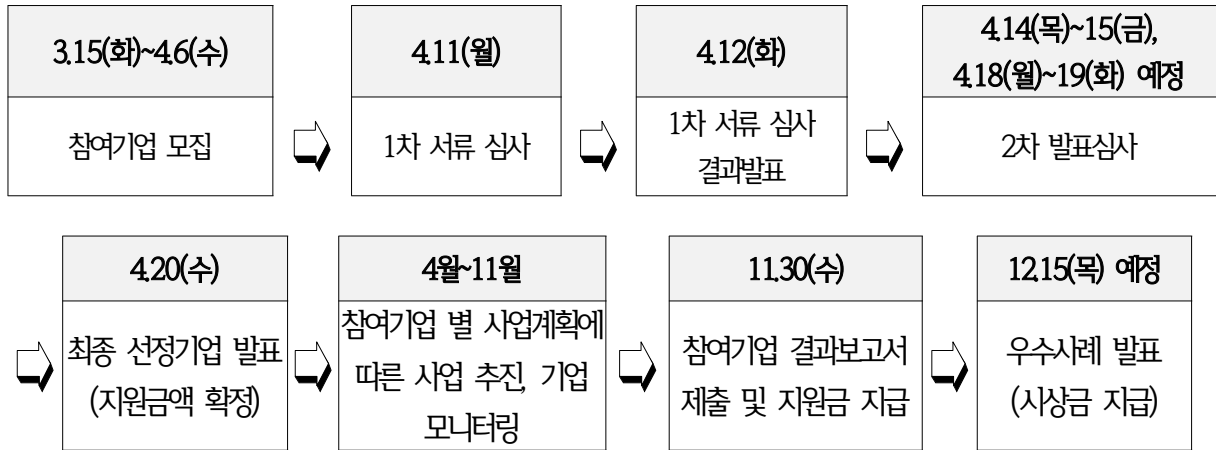 3.15(화)~4.6(수)
참여기업 모집
4.11(월)
1차 서류 심사
4.12(화)
1차 서류 심사
결과발표
4.14(목)~15(금),
4.18(월)~19(화) 예정
2차 발표심사
4.20(수)
최종 선정기업 발표
(지원금액 확정)
4월~11월
참여기업 별 사업계획에
따른 사업 추진, 기업
모니터링
11.30(수)
참여기업 결과보고서
제출 및 지원금 지급
12.15(목) 예정
우수사례 발표
(시상금 지급)